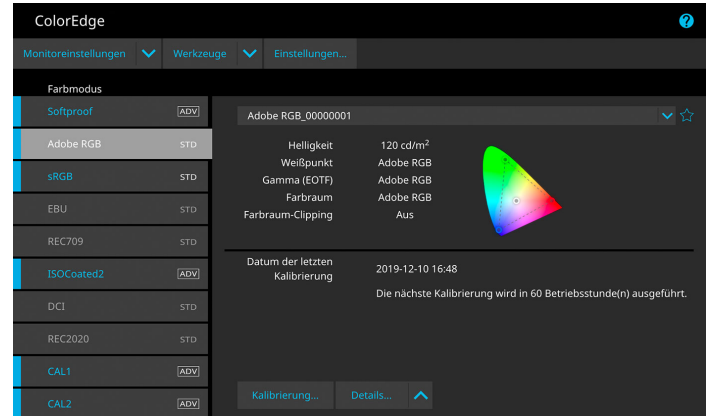 ColorEdge
Monitoreinstellungen
Werkzeuge
Einstellungen...
Farbmodus
Softproof ADV
Adobe RGB STD
sRGB STD
EBU STD
REC709 STD
ISOCoated2 ADV
DCI STD
REC2020 STD
CAL1 ADV
CAL2 ADV
Adobe RGB_00000001
Helligkeit 120 cd/m²
Weißpunkt Adobe RGB
Gamma (EOTF) Adobe RGB
Farbraum Adobe RGB
Farbraum-Clipping Aus
Datum der letzten
Kalibrierung
2019-12-10 16:48
Die nächste Kalibrierung wird in 60 Betriebsstunde(n) ausgeführt.
Kalibrierung...
Details...